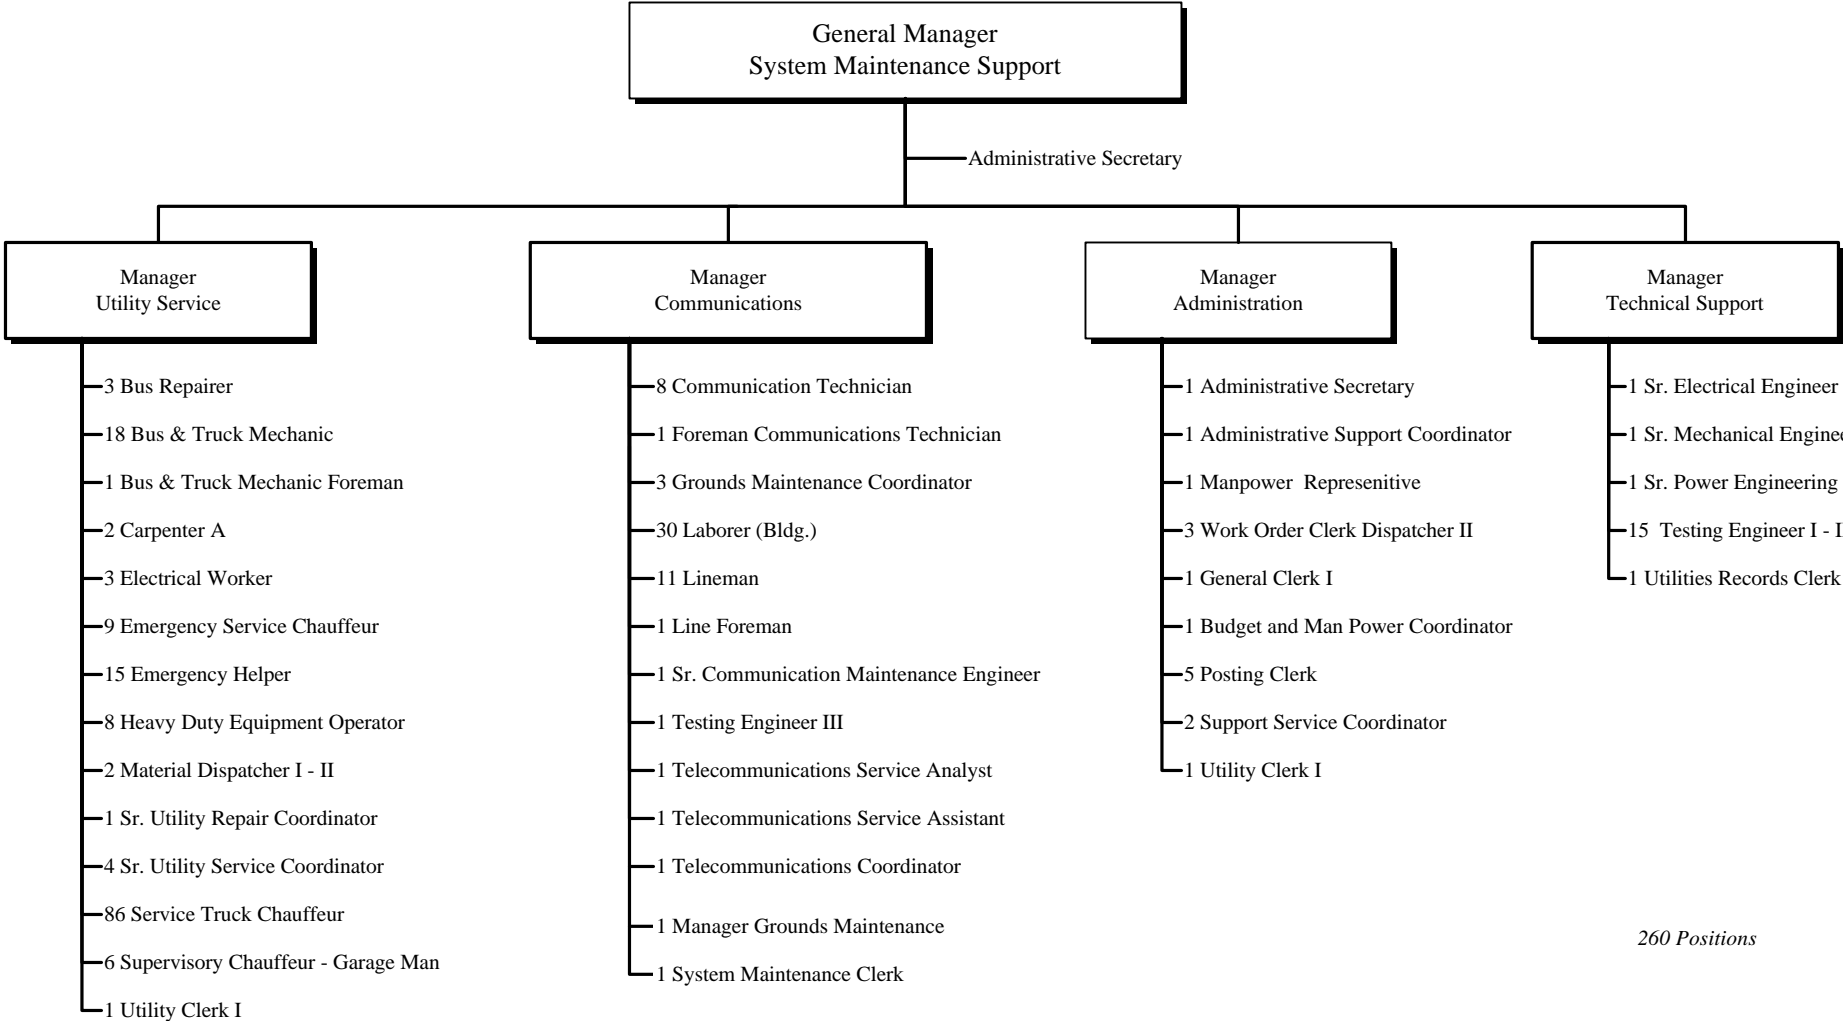 General Manager
System Maintenance Support
Administrative Secretary
Manager
Utility Service
3 Bus Repairer
18 Bus & Truck Mechanic
1 Bus & Truck Mechanic Foreman
2 Carpenter A
3 Electrical Worker
9 Emergency Service Chauffeur
15 Emergency Helper
8 Heavy Duty Equipment Operator
2 Material Dispatcher I - II
1 Sr. Utility Repair Coordinator
4 Sr. Utility Service Coordinator
86 Service Truck Chauffeur
6 Supervisory Chauffeur - Garage Man
1 Utility Clerk I
Manager
Communications
8 Communication Technician
1 Foreman Communications Technician
3 Grounds Maintenance Coordinator
30 Laborer (Bldg.)
11 Lineman
1 Line Foreman
1 Sr. Communication Maintenance Engineer
1 Testing Engineer III
1 Telecommunications Service Analyst
1 Telecommunications Service Assistant
1 Telecommunications Coordinator
1 Manager Grounds Maintenance
1 System Maintenance Clerk
Manager
Administration
1 Administrative Secretary
1 Administrative Support Coordinator
1 Manpower  Represenitive
3 Work Order Clerk Dispatcher II
1 General Clerk I
1 Budget and Man Power Coordinator
5 Posting Clerk
2 Support Service Coordinator
1 Utility Clerk I
Manager
Technical Support
1 Sr. Electrical Engineer
1 Sr. Mechanical
1 Sr. Power Engineering
15  Testing Engineer I -
1 Utilities Records Clerk
260 Positions